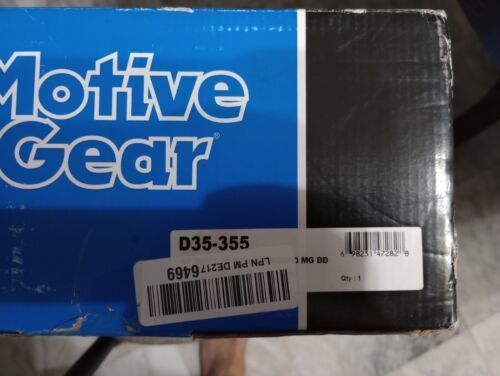 Motive
Gear®
D35-355
MG DD
6 98231 47282 8
Qty : 1
LPN PM DE2176469